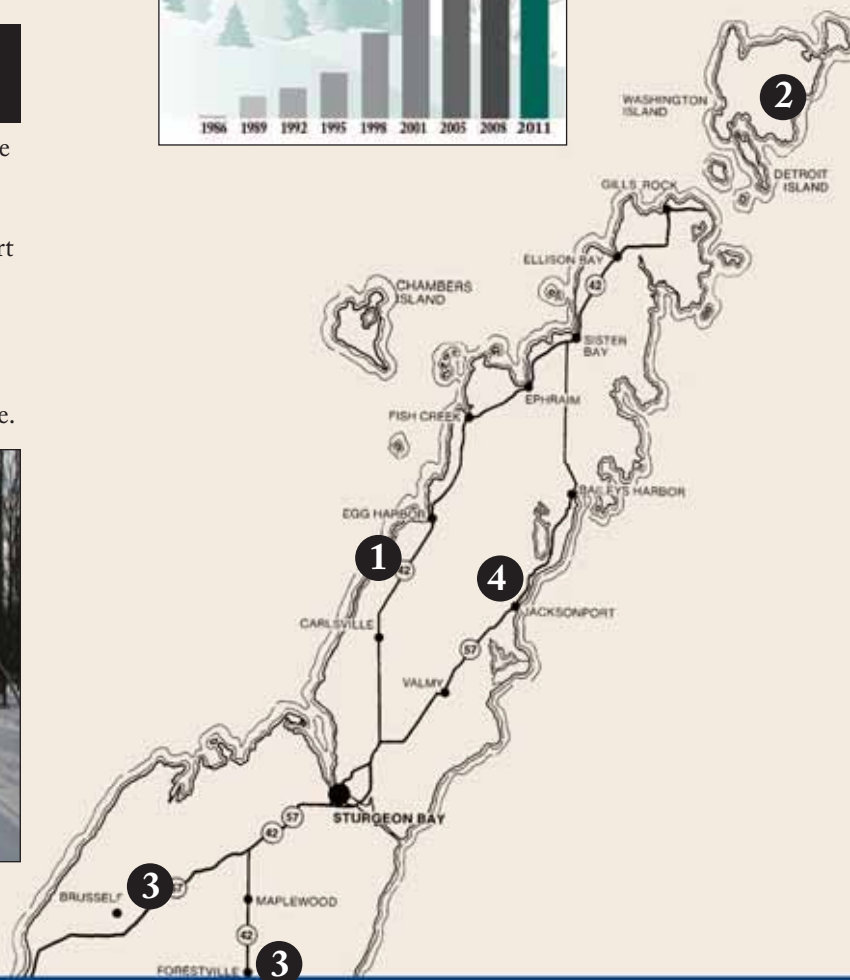 e
rt
e.
1986 1989 1992 1995 1998 2001 2005 2008 2011
2
WASHINGTON
ISLAND
DETROIT
ISLAND
GILLS ROCK
ELLISON BAY
42
CHAMBERS
ISLAND
SISTER
BAY
EPHRAIM
FISH CREEK
BAILEYS HARBOR
EGG HARBOR
1
42
4
JACKSONPORT
CARLSVILLE
57
VALMY
STURGEON BAY
57
42
3
57
BRUSSELS
MAPLEWOOD
42
3
FORESTVILLE